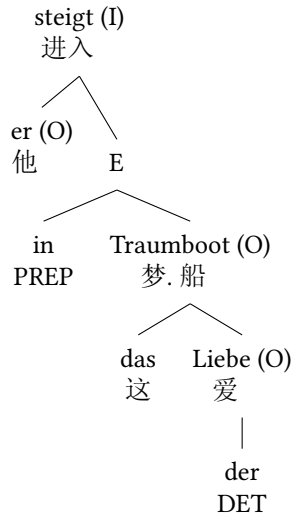 steigt (I)
进入
er (O)
他
E
in
PREP
Traumboot (O)
梦. 船
das
这
Liebe (O)
爱
der
DET